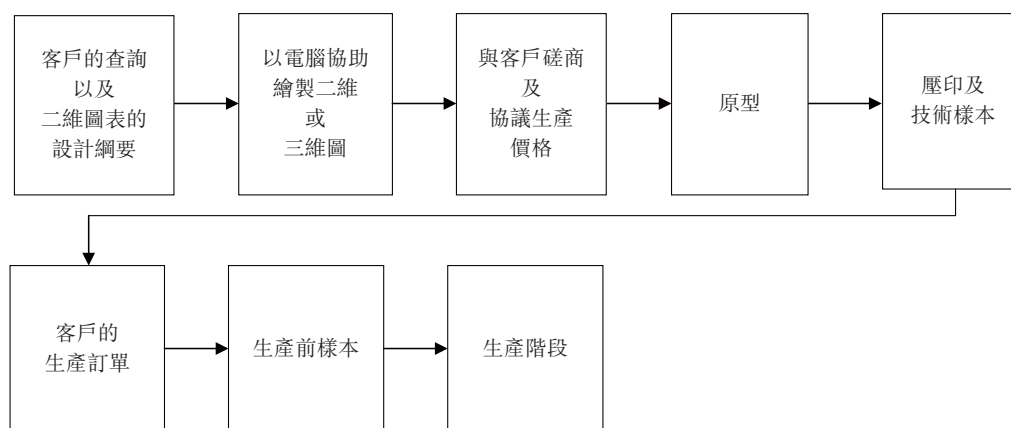 客戶的查詢
以及
二維圖表的
設計綱要
以電腦協助
繪製二維
或
三維圖
與客戶磋商
及
協議生產
價格
原型
壓印及
技術樣本
客戶的
生產訂單
生產前樣本
生產階段